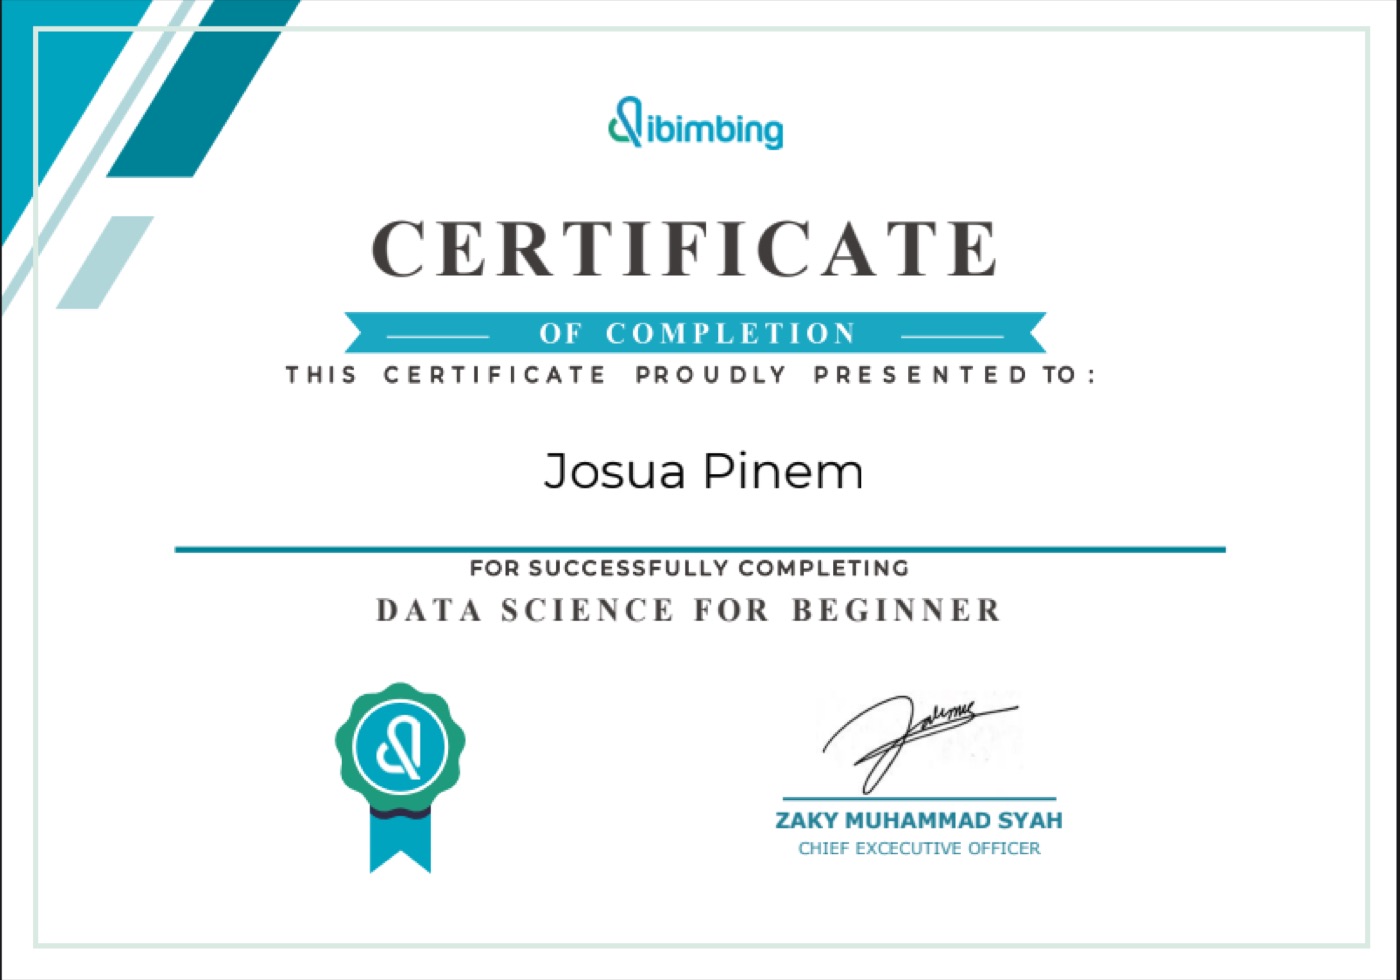 dibimbing
CERTIFICATE
OF COMPLETION
THIS CERTIFICATE PROUDLY PRESENTED TO :
Josua Pinem
FOR SUCCESSFULLY COMPLETING
DATA SCIENCE FOR BEGINNER
ZAKY MUHAMMAD SYAH
CHIEF EXCECUTIVE OFFICER